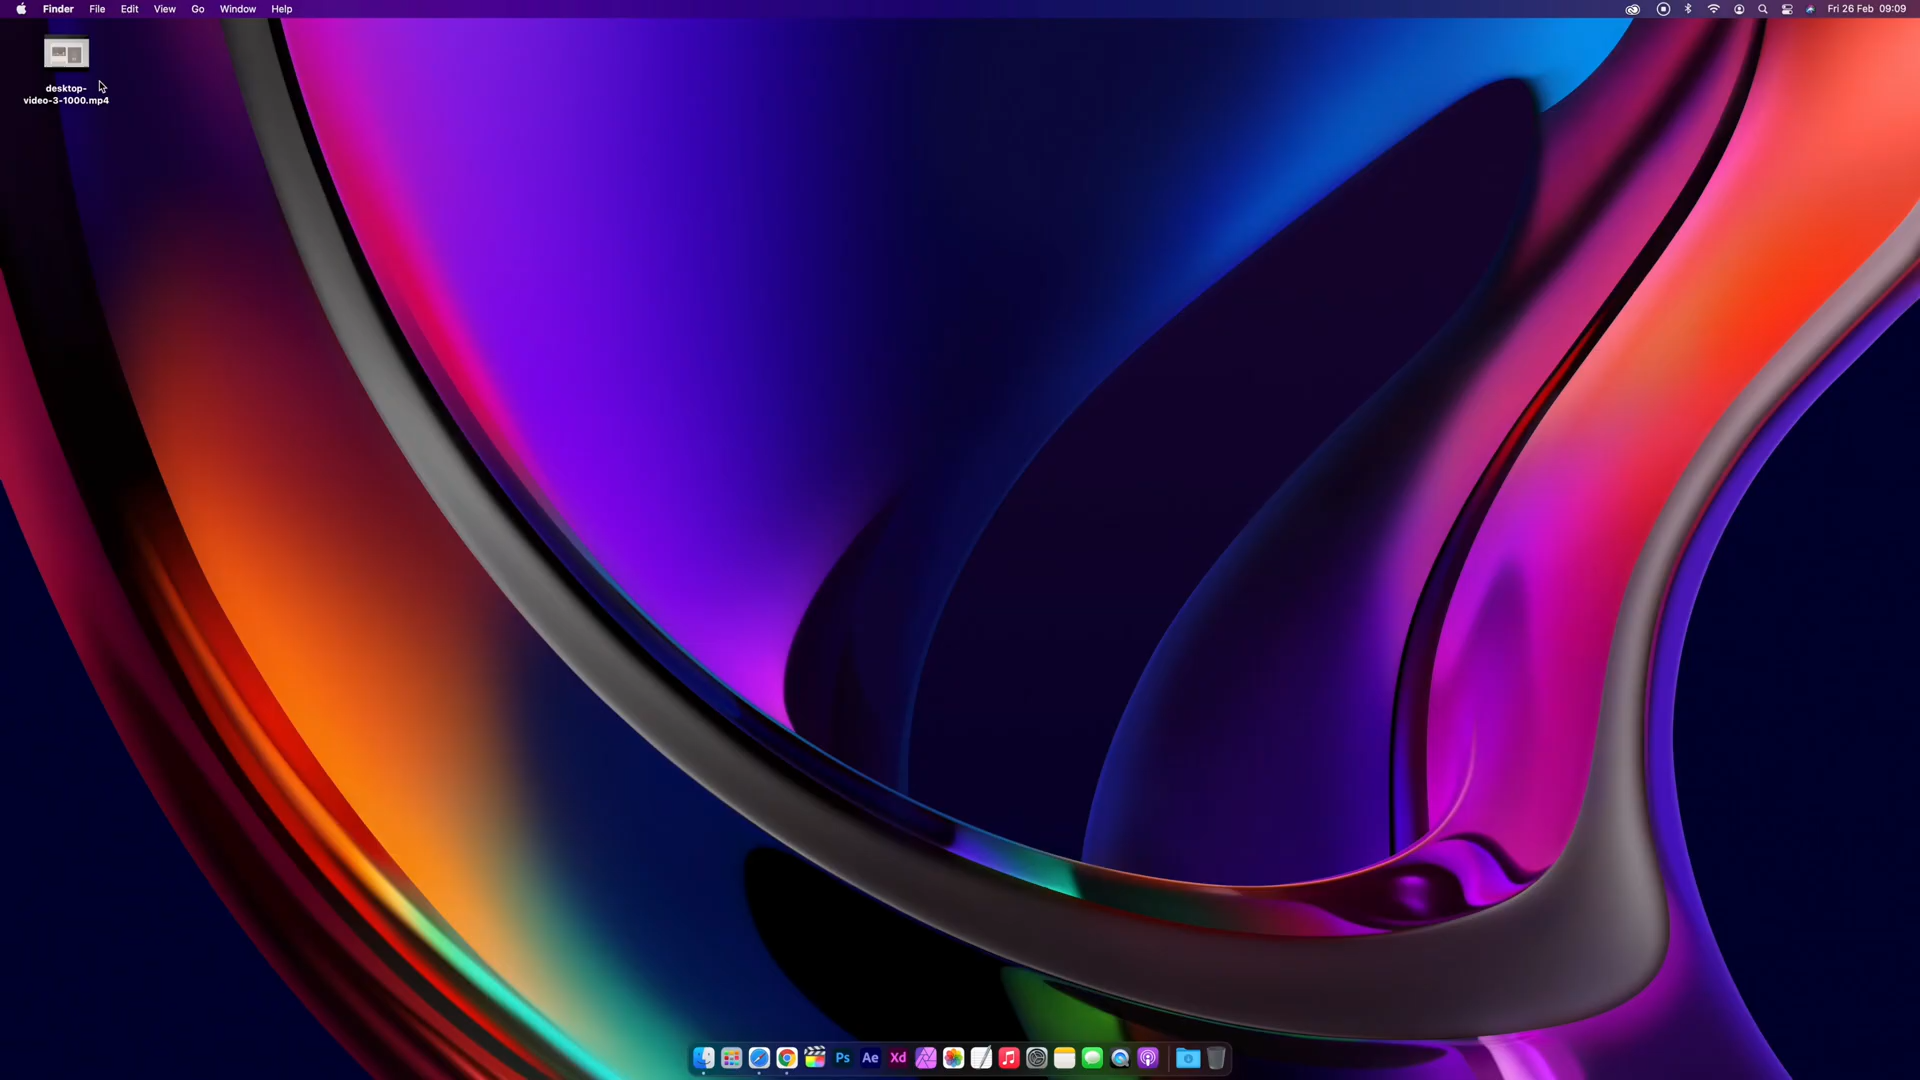 Finder File Edit View Go Window Help Fri 26 Feb 09:09
desktop-
video-3-1000.mp4
Ps Ae Xd